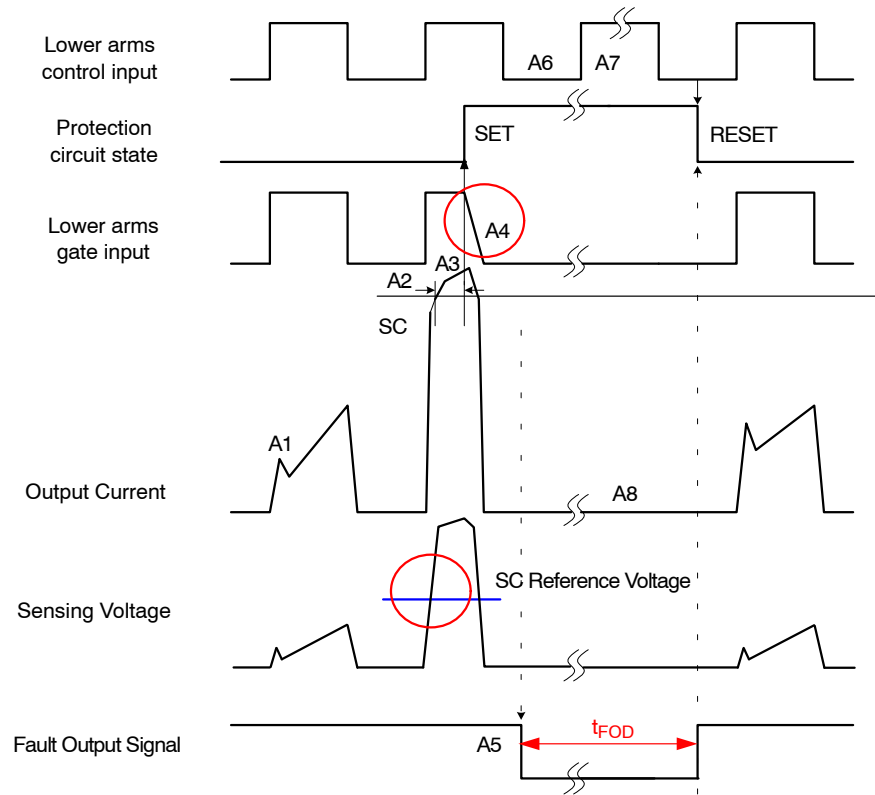 Lower arms
control input
A6
A7
Protection
circuit state
SET
RESET
Lower arms
gate input
A4
A3
A2
SC
A1
Output Current
A8
SC Reference Voltage
Sensing Voltage
tFOD
Fault Output Signal
A5